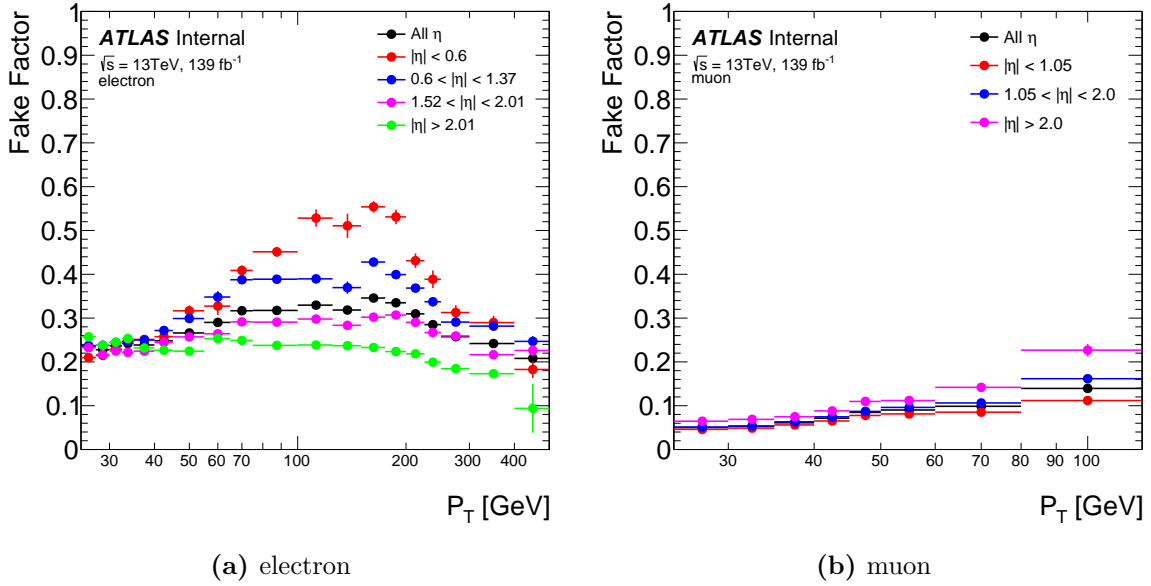 Fake Factor
1
0.9
0.8
0.7
0.6
0.5
0.4
0.3
0.2
0.1
0
ATLAS Internal
√s = 13TeV, 139 fb⁻¹
electron
All η
|η| < 0.6
0.6 < |η| < 1.37
1.52 < |η| < 2.01
|η| > 2.01
30 40 50 60 70 100 200 300 400
P_T [GeV]
(a) electron
Fake Factor
1
0.9
0.8
0.7
0.6
0.5
0.4
0.3
0.2
0.1
0
ATLAS Internal
√s = 13TeV, 139 fb⁻¹
muon
All η
|η| < 1.05
1.05 < |η| < 2.0
|η| > 2.0
30 40 50 60 70 80 90 100
P_T [GeV]
(b) muon